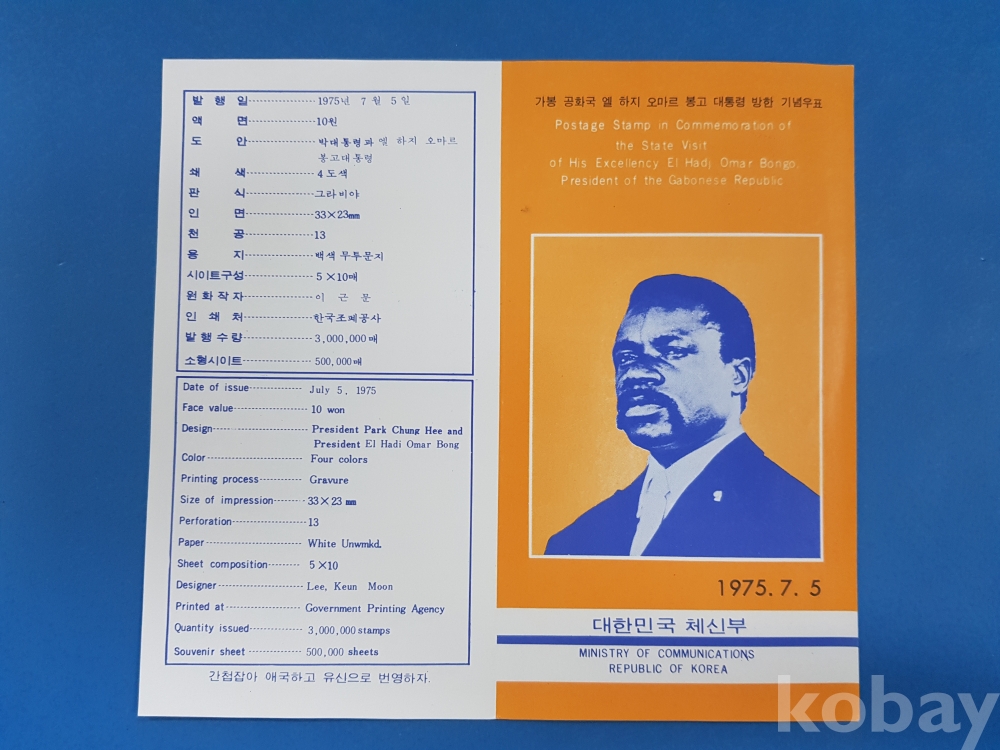 발 행 일 1975년 7 월 5 일
액 면 10원
도 안 박대통령과 엘 하지 오마르
봉고대통령
쇄 색 4 도색
판 식 그라비야
인 면 33×23mm
천 공 13
용 지 백색 무투문지
시이트구성 5×10매
원화작자 이 근 문
인 쇄 처 한국조폐공사
발행수량 3,000,000매
소형시이트 500,000매
Date of issue July 5, 1975
Face value 10 won
Design President Park Chung Hee and
President El Hadi Omar Bong
Color Four colors
Printing process Gravure
Size of impression 33×23 mm
Perforation 13
Paper White Unwmkd.
Sheet composition 5×10
Designer Lee, Keun Moon
Printed at Government Printing Agency
Quantity issued 3,000,000 stamps
Souvenir sheet 500,000 sheets
간첩잡아 애국하고 유신으로 번영하자.
가봉 공화국 엘 하지 오마르 봉고 대통령 방한 기념우표
Postage Stamp in Commemoration of
the State Visit
of His Excellency El Hadj Omar Bongo,
President of the Gabonese Republic
1975. 7. 5
대한민국 체신부
MINISTRY OF COMMUNICATIONS
REPUBLIC OF KOREA
kobay